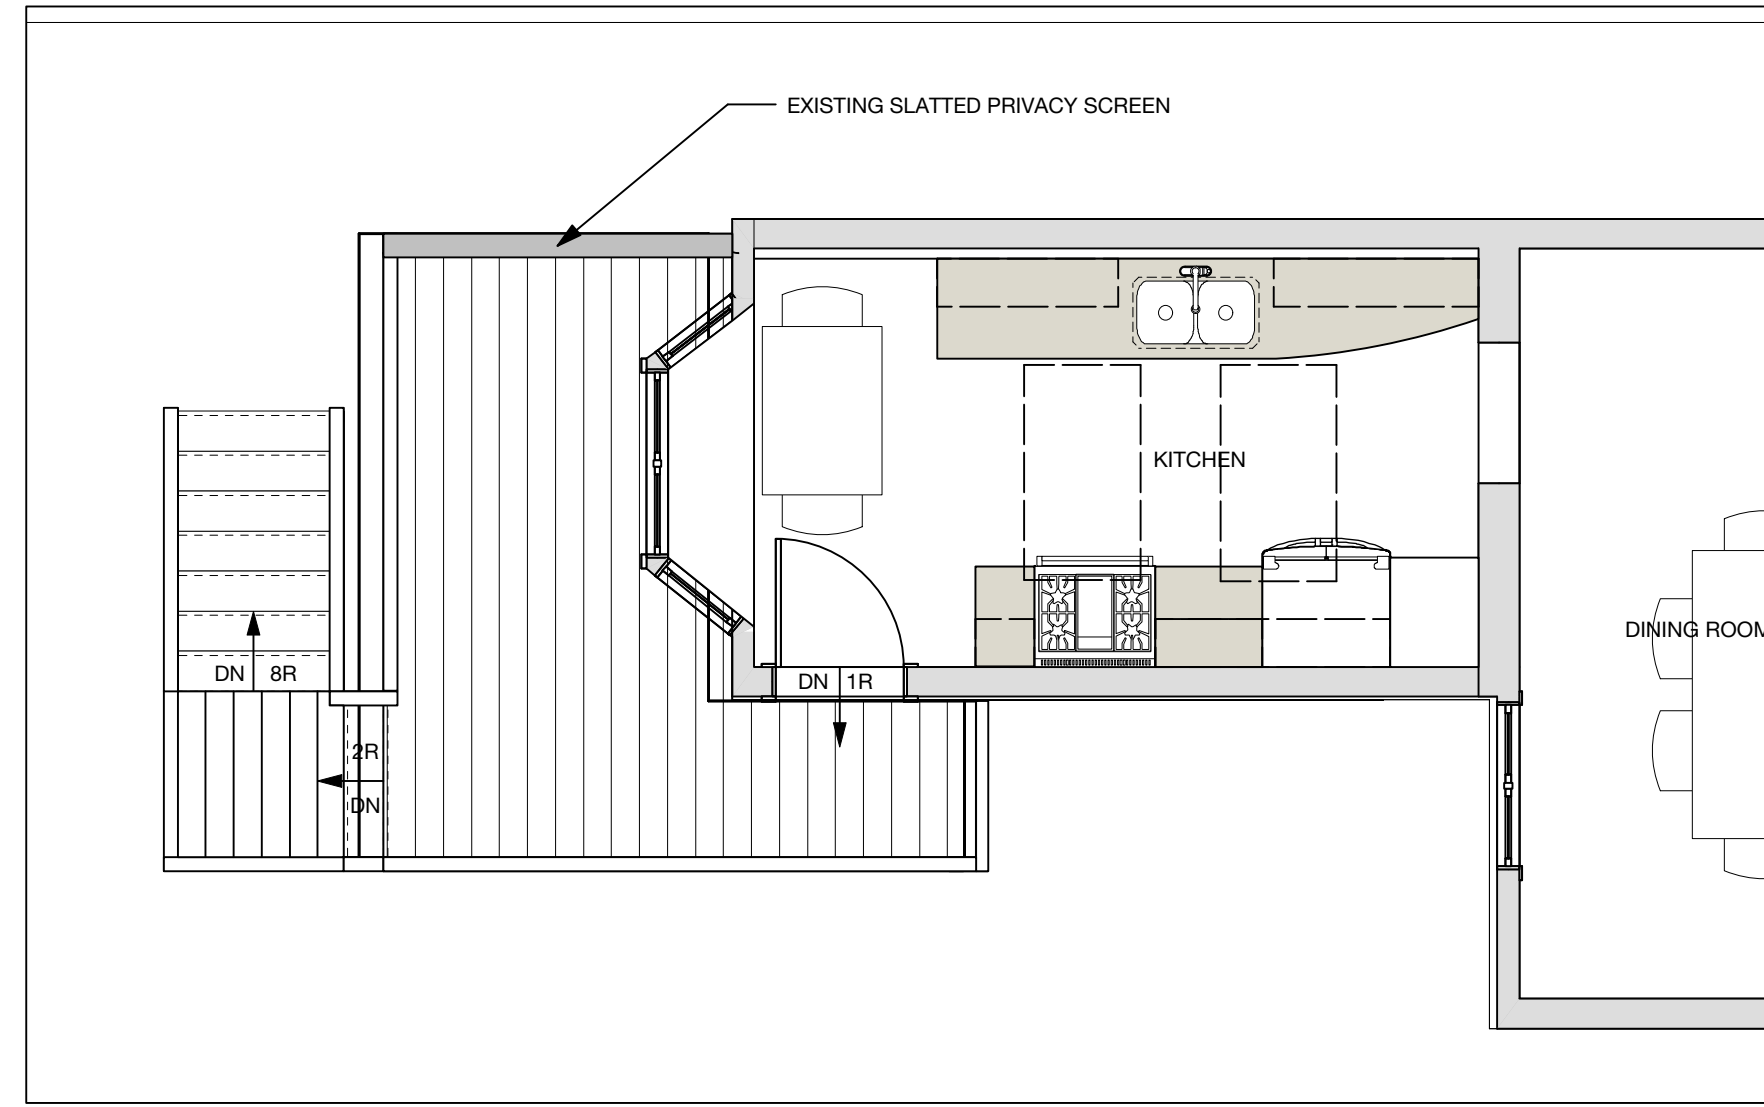 EXISTING SLATTED PRIVACY SCREEN
KITCHEN
DINING ROOM
DN 8R
DN 1R
2R
DN